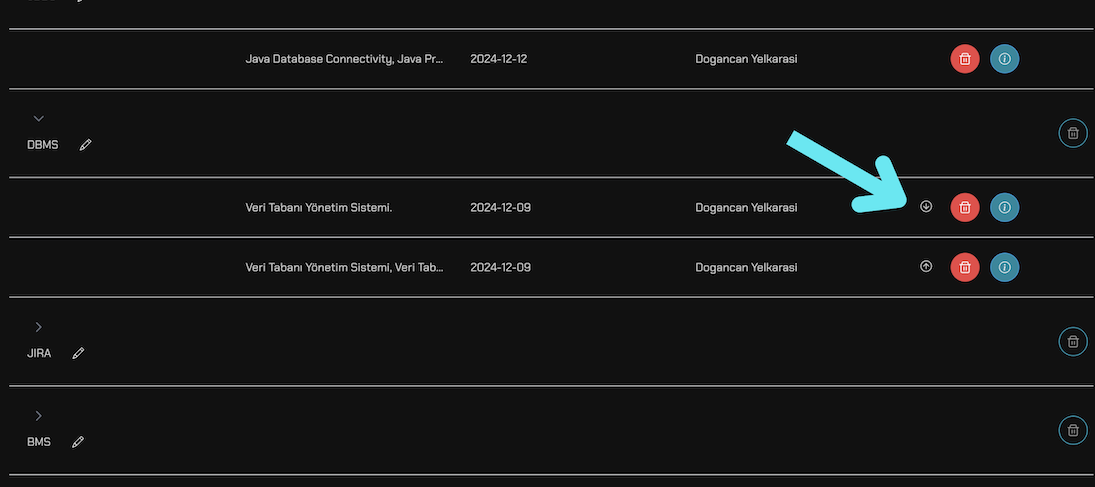 Java Database Connectivity, Java Pr... 2024-12-12 Dogancan Yelkarasi
DBMS
Veri Tabanı Yönetim Sistemi. 2024-12-09 Dogancan Yelkarasi
Veri Tabanı Yönetim Sistemi, Veri Tab... 2024-12-09 Dogancan Yelkarasi
JIRA
BMS